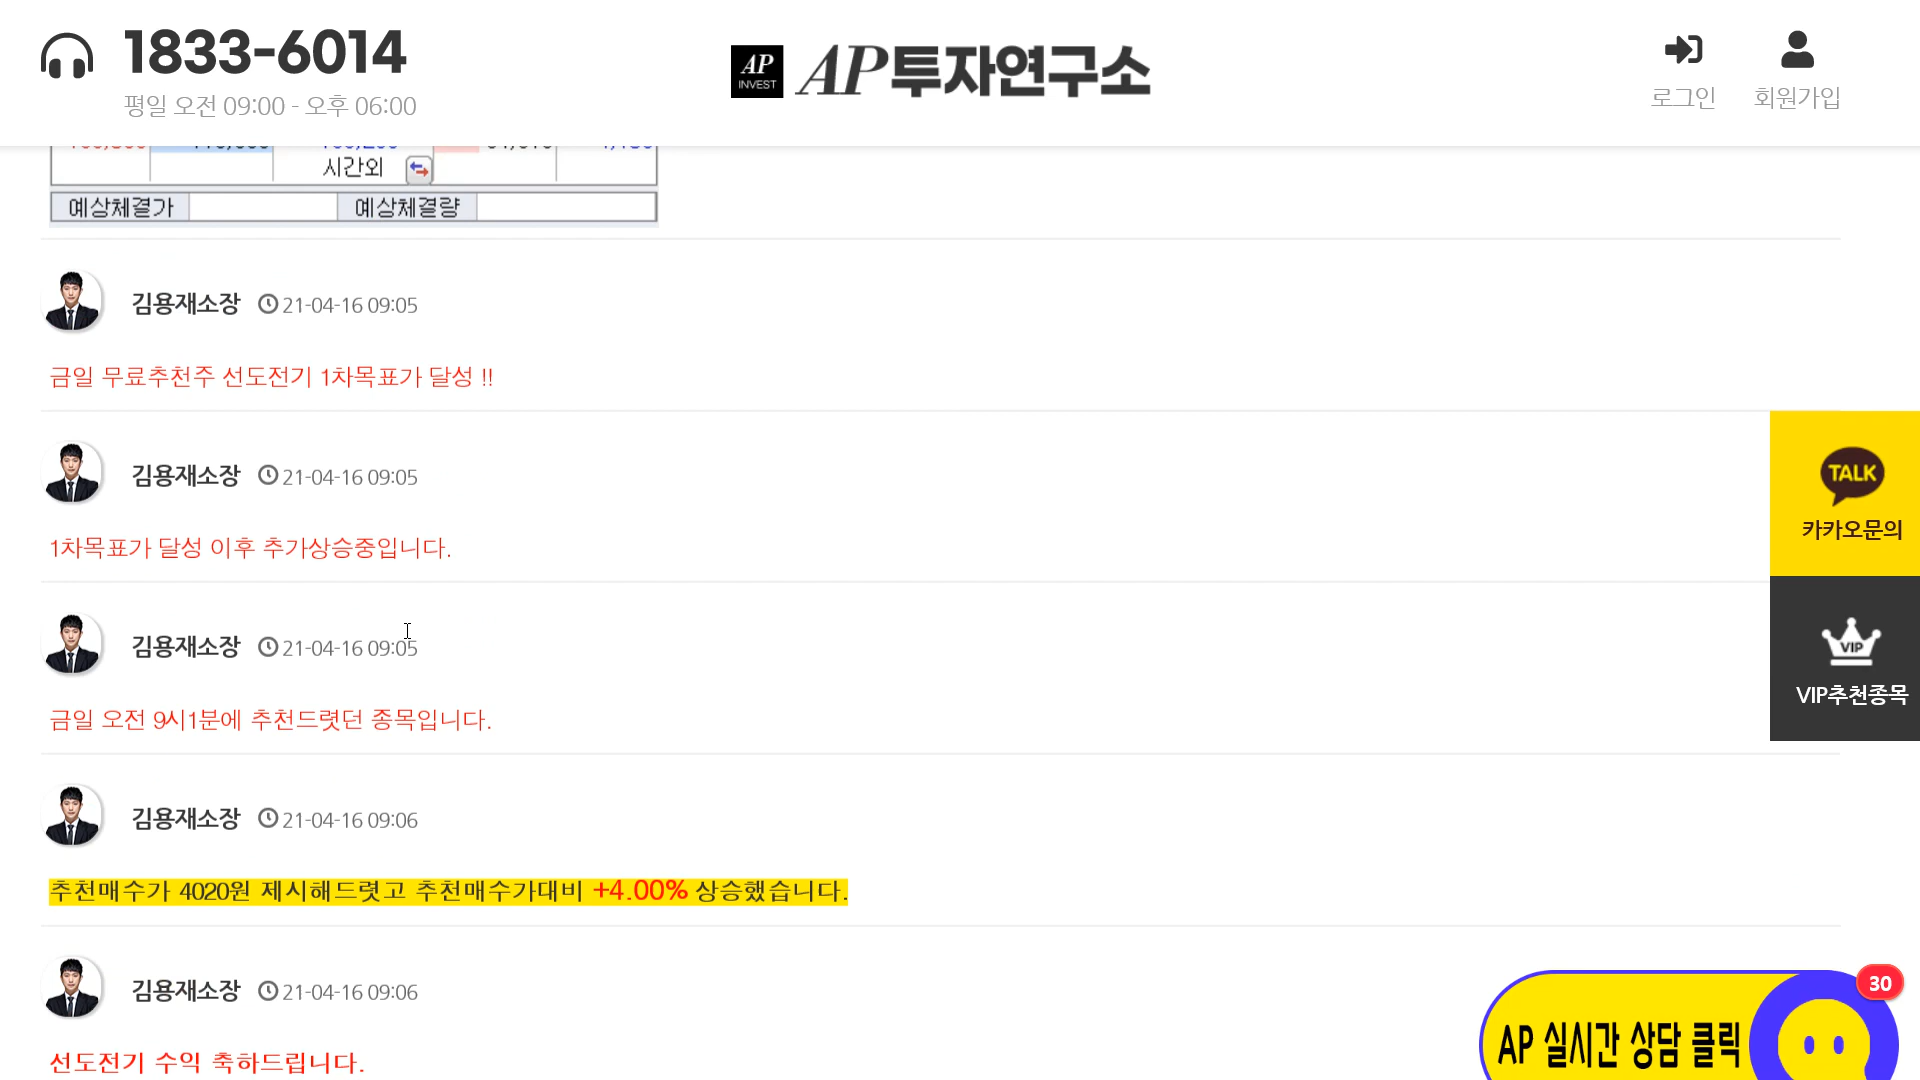 1833-6014
평일 오전 09:00 - 오후 06:00
AP INVEST
AP투자연구소
로그인
회원가입
시간외
예상체결가 예상체결량
김용재소장 21-04-16 09:05
금일 무료추천주 선도전기 1차목표가 달성 !!
김용재소장 21-04-16 09:05
1차목표가 달성 이후 추가상승중입니다.
김용재소장 21-04-16 09:05
금일 오전 9시1분에 추천드렷던 종목입니다.
김용재소장 21-04-16 09:06
추천매수가 4020원 제시해드렷고 추천매수가대비 +4.00% 상승했습니다.
김용재소장 21-04-16 09:06
선도전기 수익 축하드립니다.
TALK
카카오문의
VIP
VIP추천종목
30
AP 실시간 상담 클릭